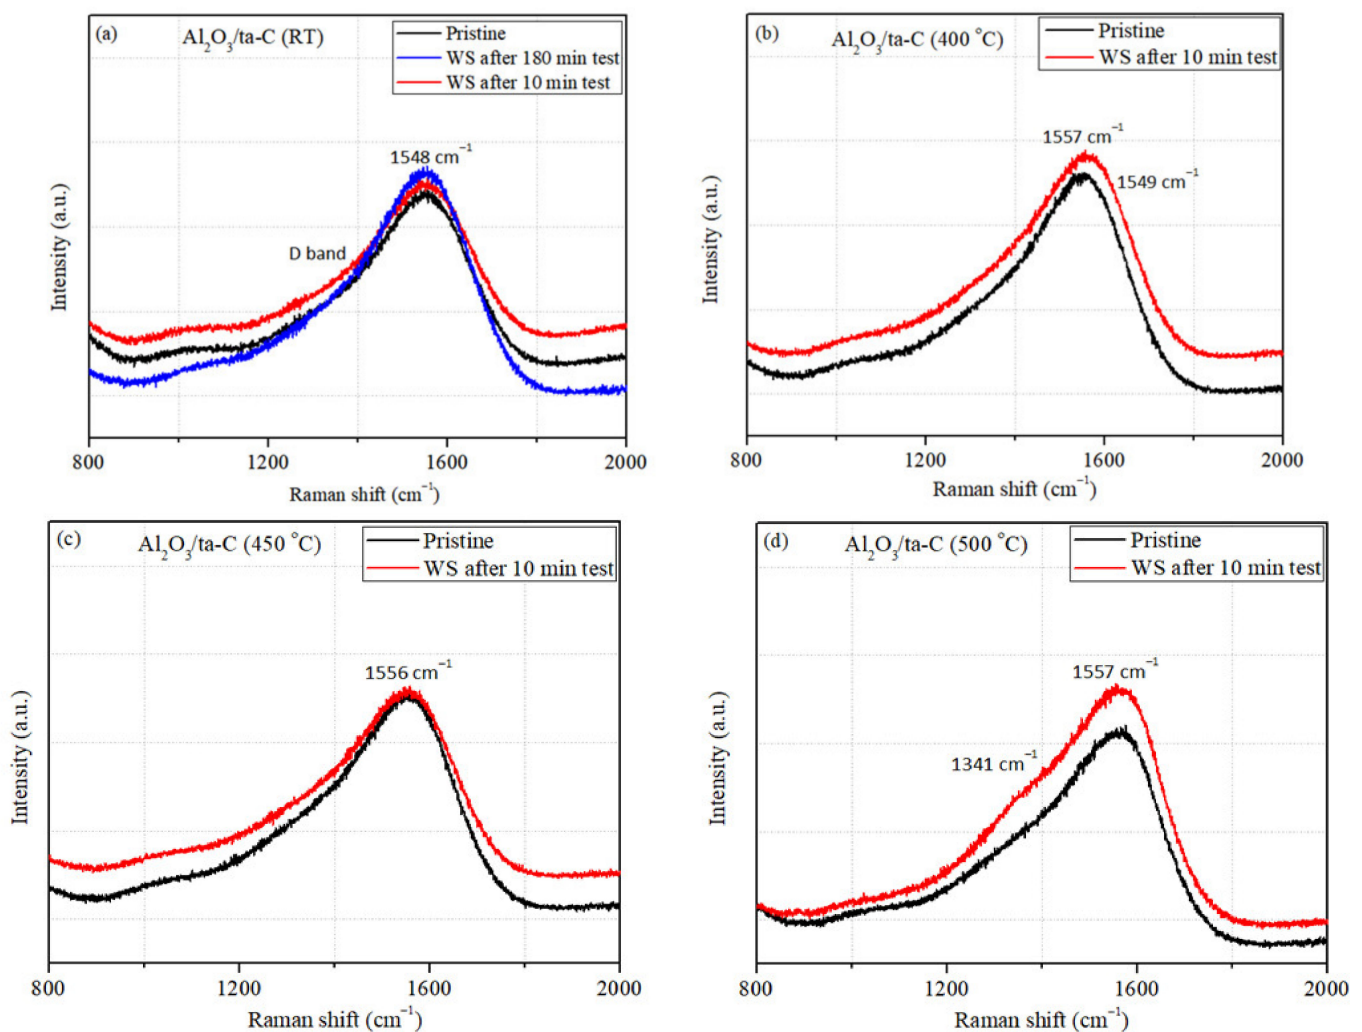 (a)
Al₂O₃/ta-C (RT)
Pristine
WS after 180 min test
WS after 10 min test
1548 cm⁻¹
D band
Intensity (a.u.)
800 1200 1600 2000
Raman shift (cm⁻¹)
(b)
Al₂O₃/ta-C (400 °C)
Pristine
WS after 10 min test
1557 cm⁻¹
1549 cm⁻¹
Intensity (a.u.)
800 1200 1600 2000
Raman shift (cm⁻¹)
(c)
Al₂O₃/ta-C (450 °C)
Pristine
WS after 10 min test
1556 cm⁻¹
Intensity (a.u.)
800 1200 1600 2000
Raman shift (cm⁻¹)
(d)
Al₂O₃/ta-C (500 °C)
Pristine
WS after 10 min test
1557 cm⁻¹
1341 cm⁻¹
Intensity (a.u.)
800 1200 1600 2000
Raman shift (cm⁻¹)